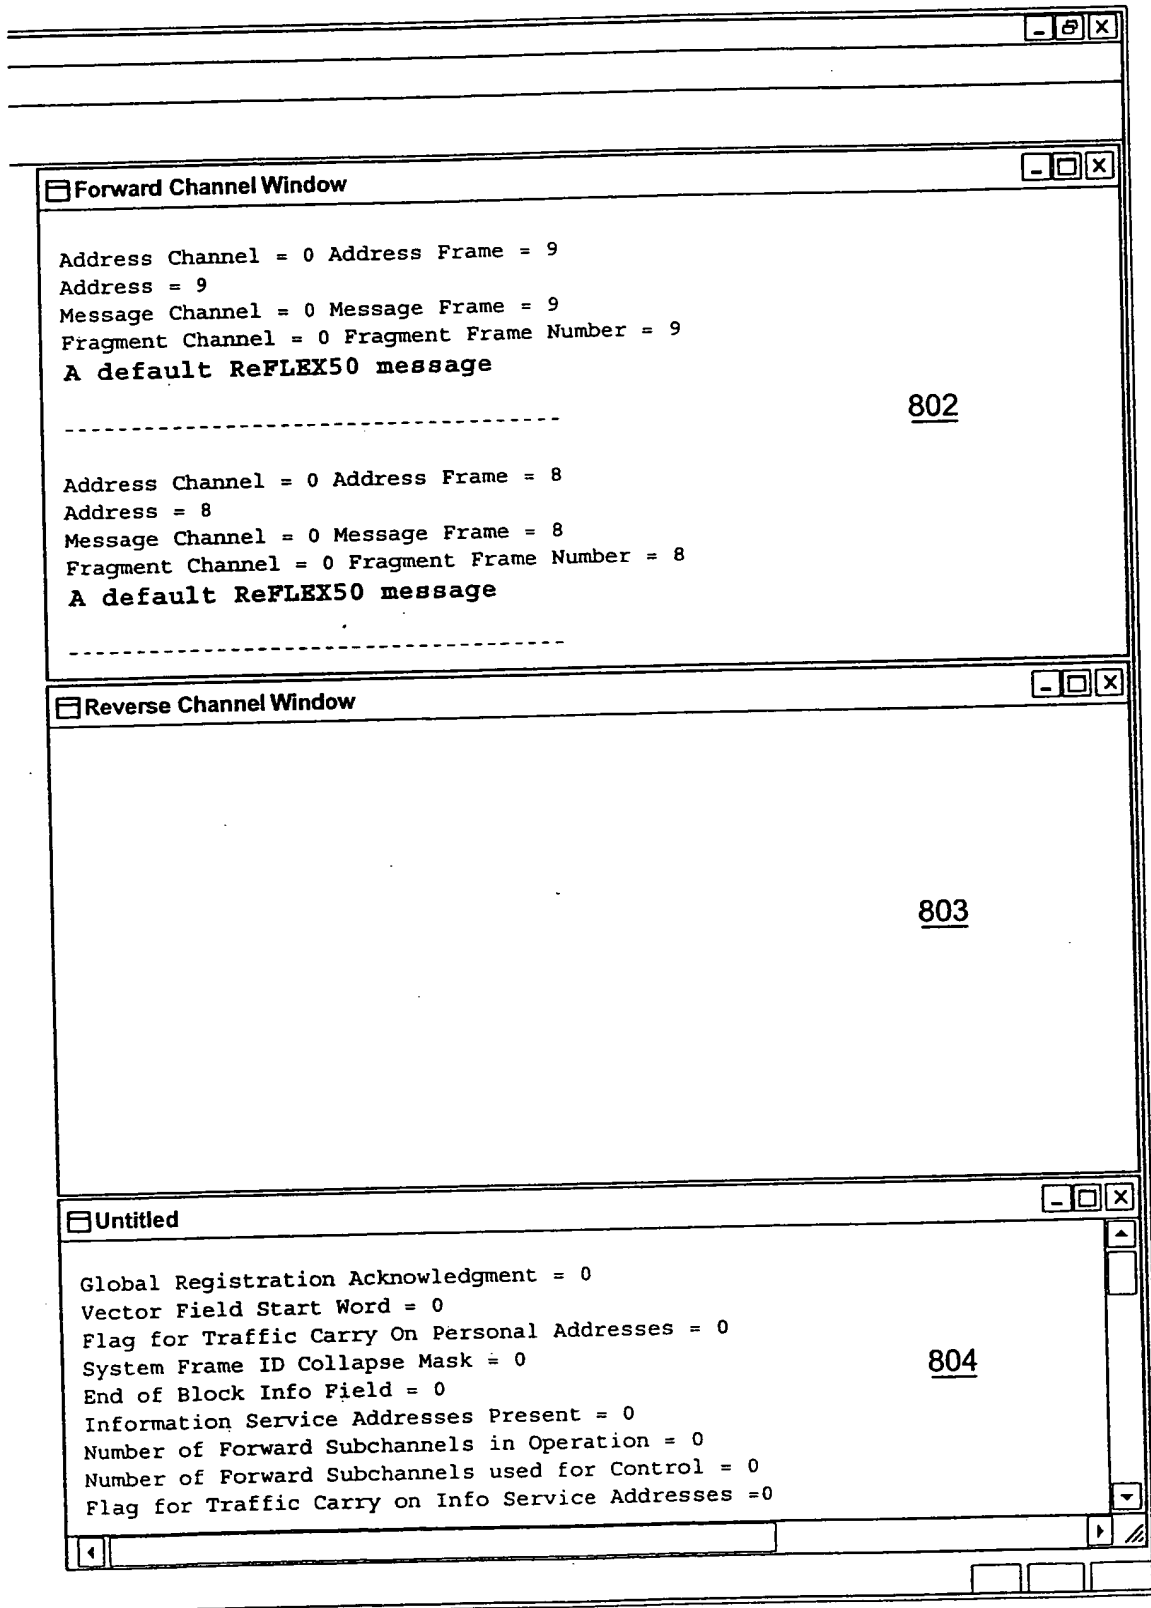 Forward Channel Window
Address Channel = 0 Address Frame = 9
Address = 9
Message Channel = 0 Message Frame = 9
Fragment Channel = 0 Fragment Frame Number = 9
A default ReFLEX50 message
802
------------------------------------
Address Channel = 0 Address Frame = 8
Address = 8
Message Channel = 0 Message Frame = 8
Fragment Channel = 0 Fragment Frame Number = 8
A default ReFLEX50 message
------------------------------------
Reverse Channel Window
803
Untitled
Global Registration Acknowledgment = 0
Vector Field Start Word = 0
Flag for Traffic Carry On Personal Addresses = 0
System Frame ID Collapse Mask = 0
804
End of Block Info Field = 0
Information Service Addresses Present = 0
Number of Forward Subchannels in Operation = 0
Number of Forward Subchannels used for Control = 0
Flag for Traffic Carry on Info Service Addresses =0